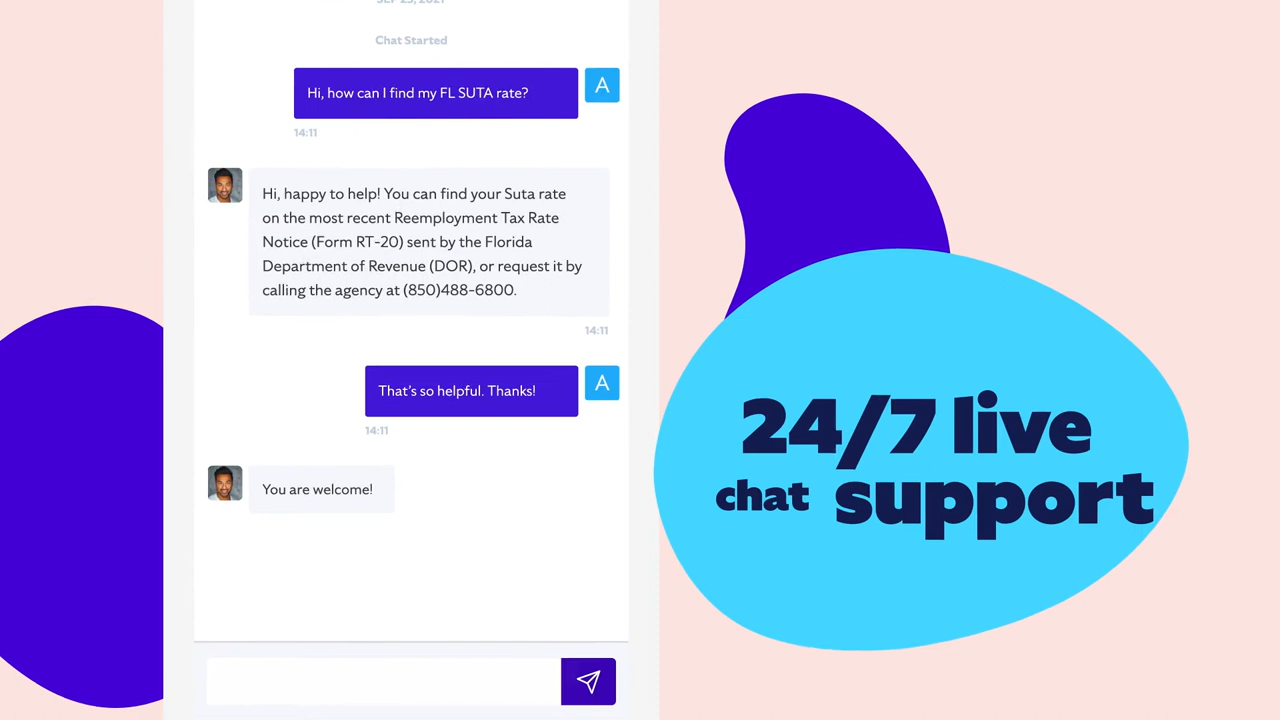 SEP 23, 2021
Chat Started
Hi, how can I find my FL SUTA rate?
A
14:11
Hi, happy to help! You can find your Suta rate
on the most recent Reemployment Tax Rate
Notice (Form RT-20) sent by the Florida
Department of Revenue (DOR), or request it by
calling the agency at (850)488-6800.
14:11
That's so helpful. Thanks!
A
14:11
You are welcome!
24/7 live
chat support